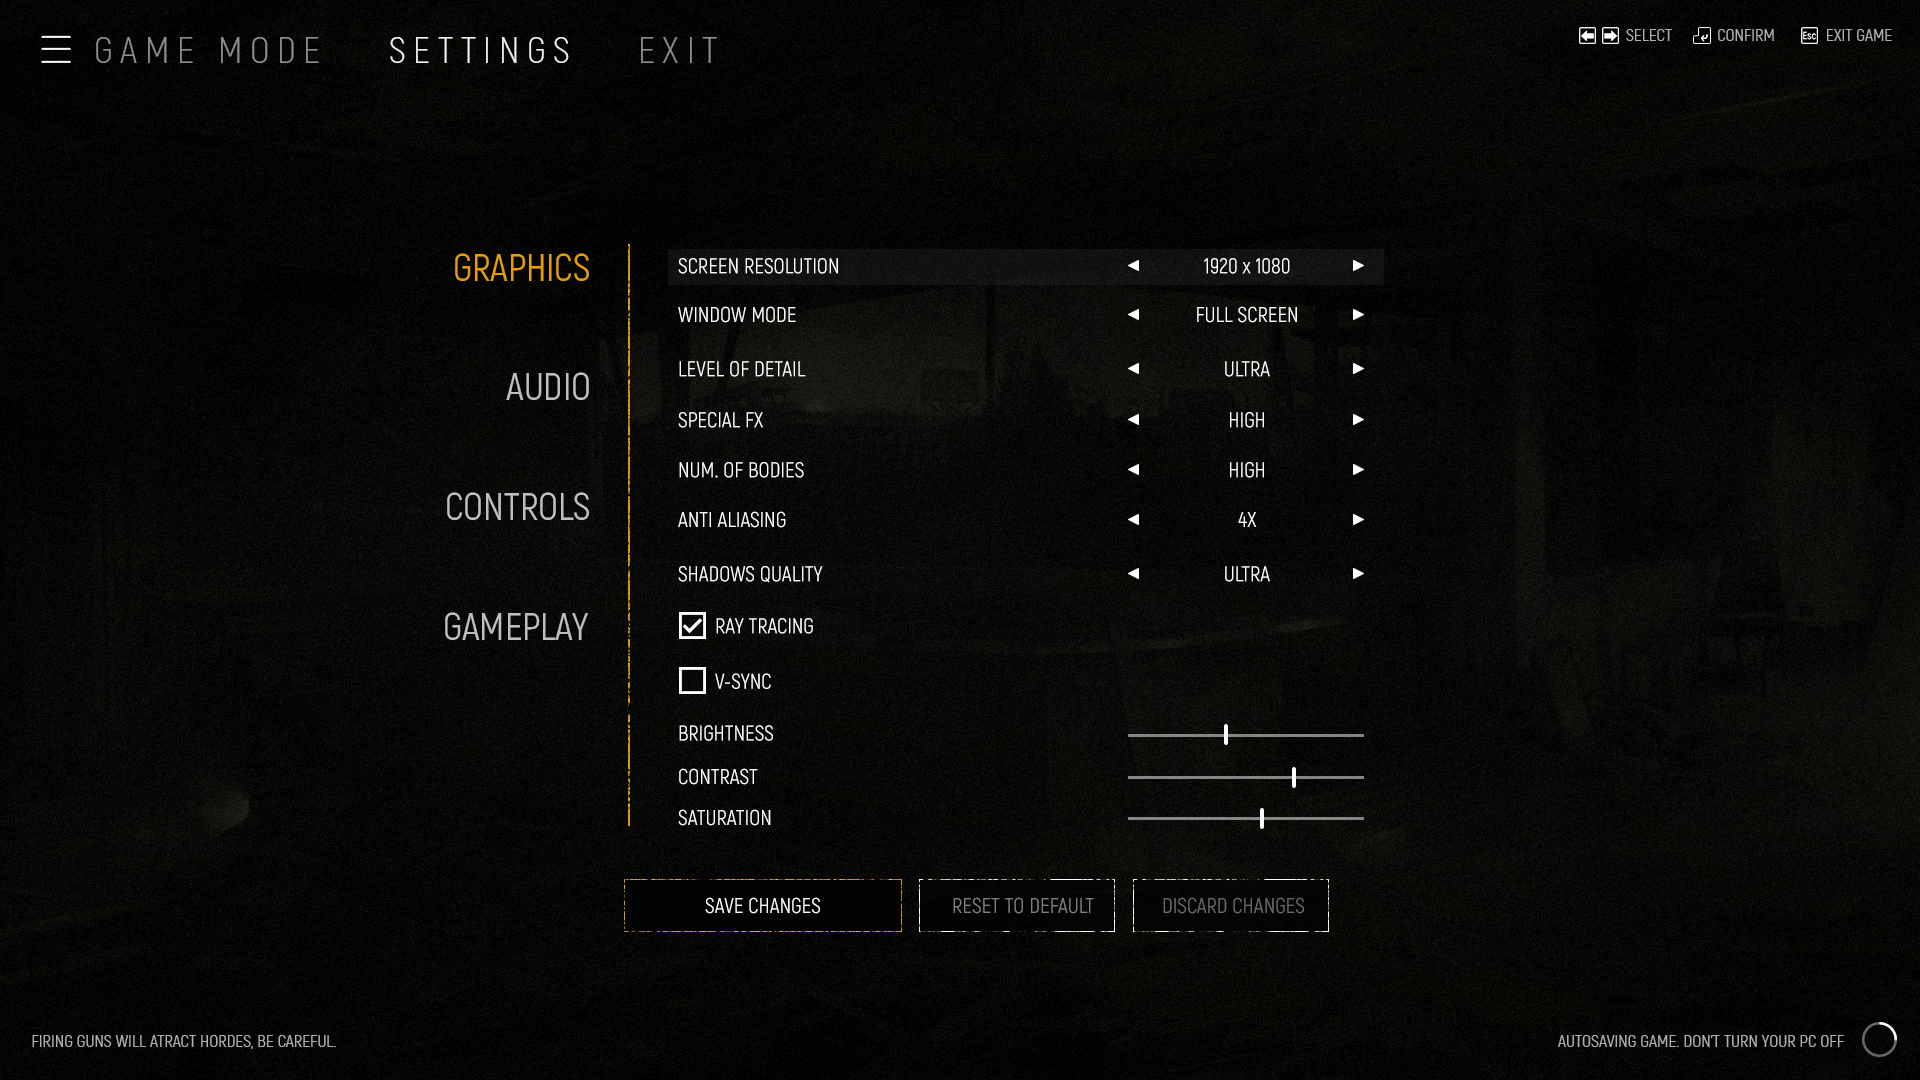 GAME MODE SETTINGS EXIT
SELECT CONFIRM Esc EXIT GAME
GRAPHICS
AUDIO
CONTROLS
GAMEPLAY
SCREEN RESOLUTION 1920 x 1080
WINDOW MODE FULL SCREEN
LEVEL OF DETAIL ULTRA
SPECIAL FX HIGH
NUM. OF BODIES HIGH
ANTI ALIASING 4X
SHADOWS QUALITY ULTRA
RAY TRACING
V-SYNC
BRIGHTNESS
CONTRAST
SATURATION
SAVE CHANGES RESET TO DEFAULT DISCARD CHANGES
FIRING GUNS WILL ATRACT HORDES, BE CAREFUL.
AUTOSAVING GAME. DON'T TURN YOUR PC OFF